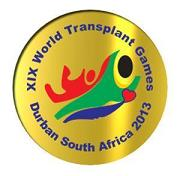 XIX World Transplant Games
Durban South Africa 2013